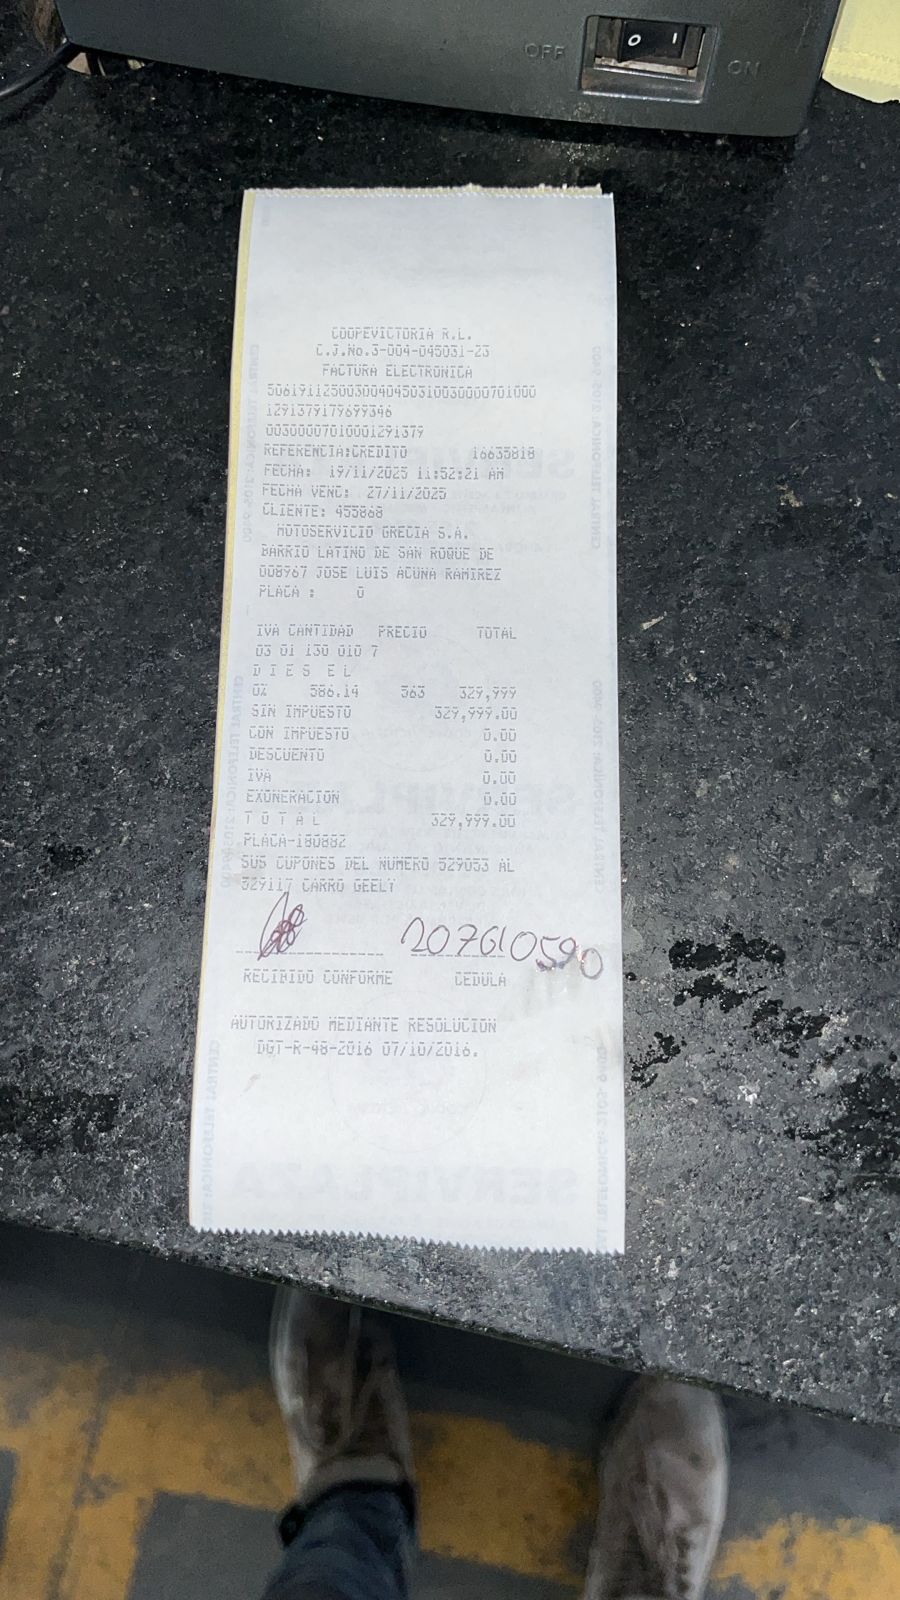 OFF
O I
ON
COOPEVICTORIA R.L.
C.J.No.3-004-045031-23
FACTURA ELECTRONICA
50619112500300404503100300000701000
1291379179699346
00300007010001291379
REFERENCIA:CREDITO 16635818
FECHA: 19/11/2025 11:52:21 AM
FECHA VENC: 27/11/2025
CLIENTE: 455868
MOTOSERVICIO GRECIA S.A.
BARRIO LATINO DE SAN ROQUE DE
008967 JOSE LUIS ACUNA RAMIREZ
PLACA : 0
IVA CANTIDAD PRECIO TOTAL
03 01 130 010 7
D I E S E L
0% 586.14 563 329,999
SIN IMPUESTO 329,999.00
CON IMPUESTO 0.00
DESCUENTO 0.00
IVA 0.00
EXONERACION 0.00
T O T A L 329,999.00
PLACA-180882
SUS CUPONES DEL NUMERO 529053 AL
529117 CARRO GEELY
207610590
RECIBIDO CONFORME CEDULA
AUTORIZADO MEDIANTE RESOLUCION
DGT-R-48-2016 07/10/2016.